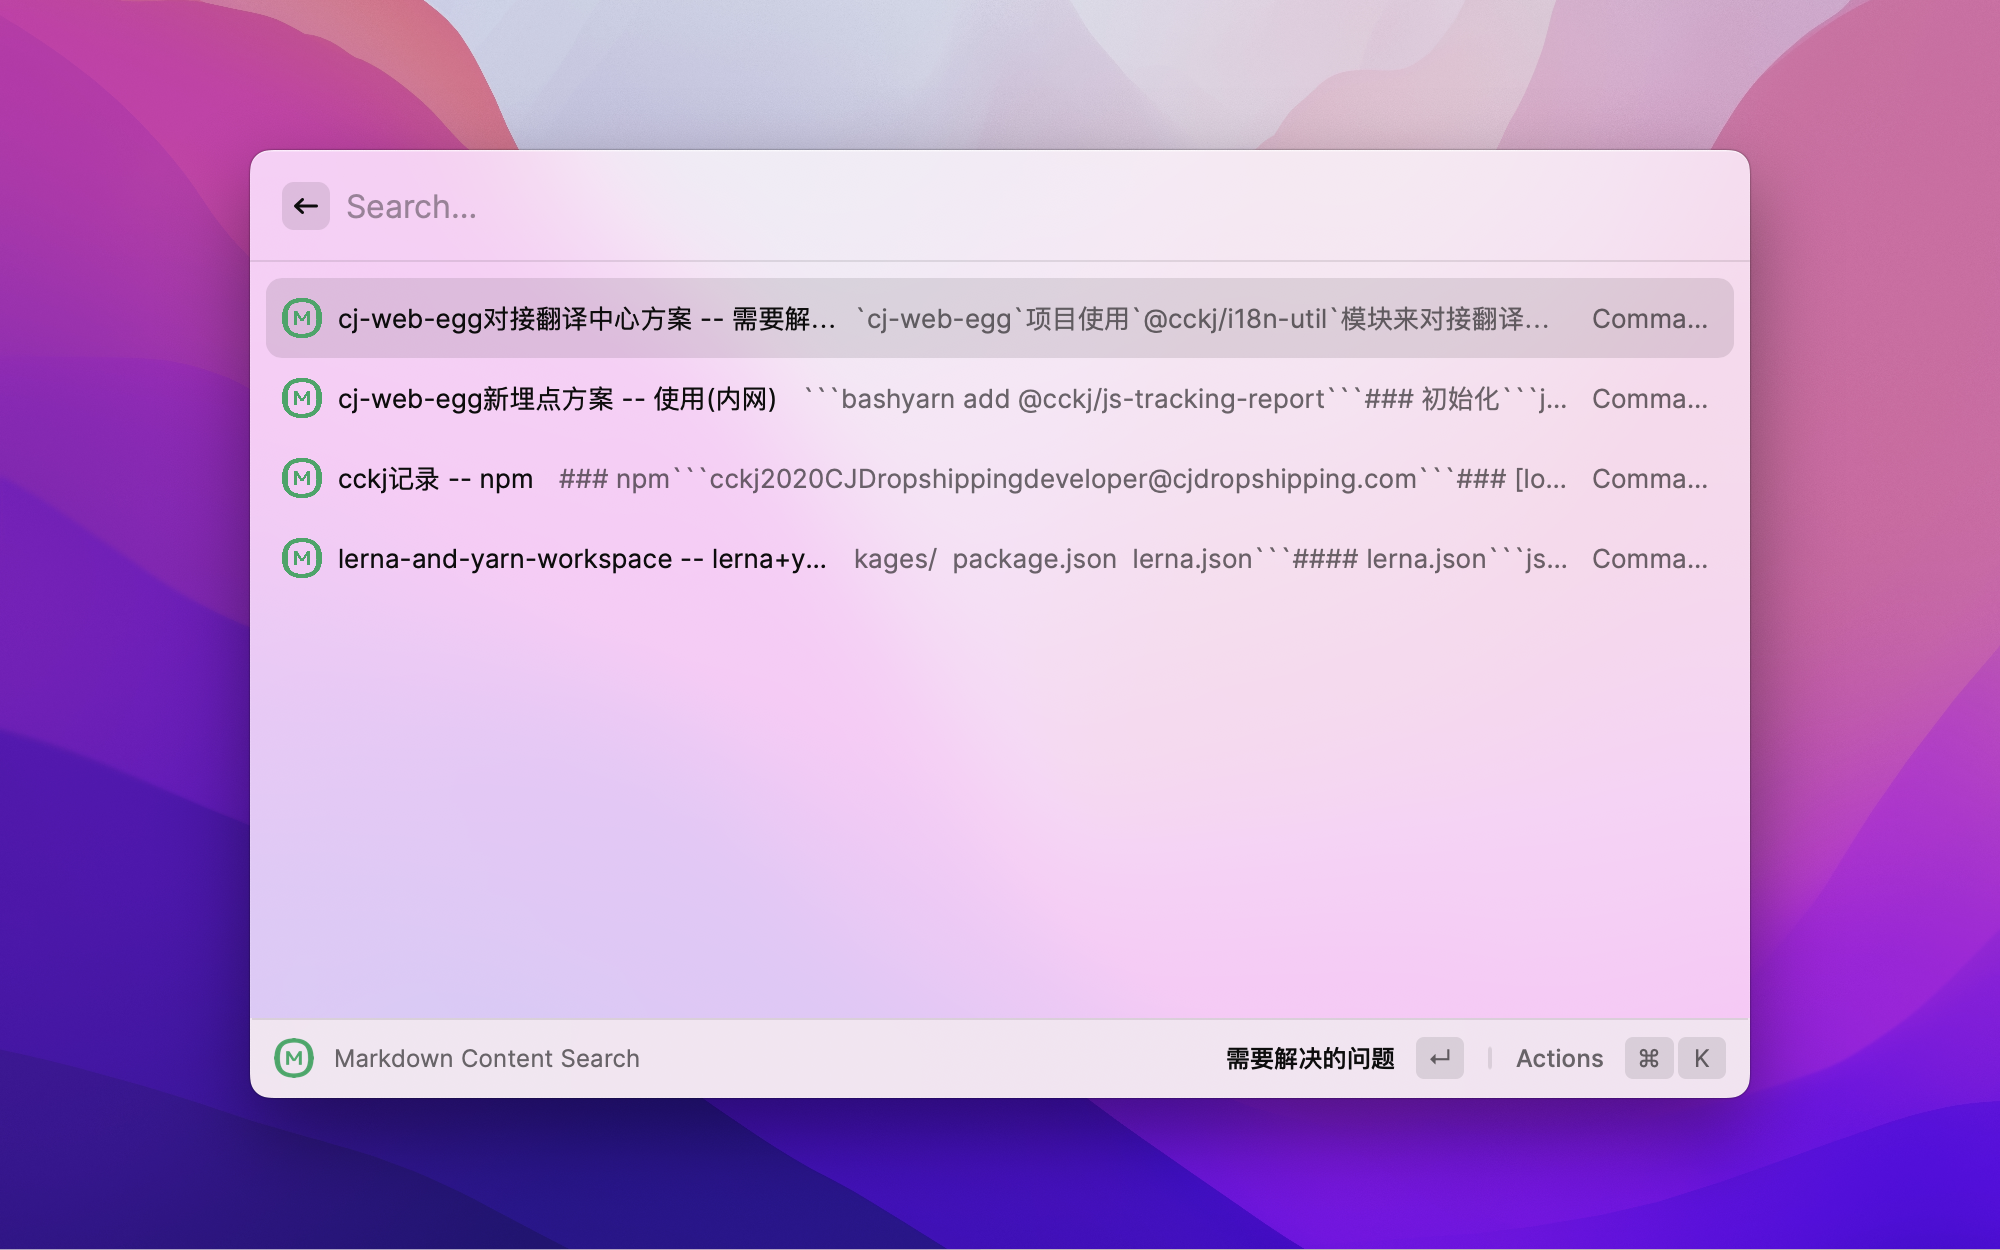 Search...
cj-web-egg对接翻译中心方案 -- 需要解... `cj-web-egg`项目使用`@cckj/i18n-util`模块来对接翻译... Comma...
cj-web-egg新埋点方案 -- 使用(内网) ```bashyarn add @cckj/js-tracking-report```### 初始化```j... Comma...
cckj记录 -- npm ### npm```cckj2020CJDropshippingdeveloper@cjdropshipping.com```### [lo... Comma...
lerna-and-yarn-workspace -- lerna+y... kages/ package.json lerna.json```#### lerna.json```js... Comma...
Markdown Content Search 需要解决的问题 ↵ Actions ⌘ K